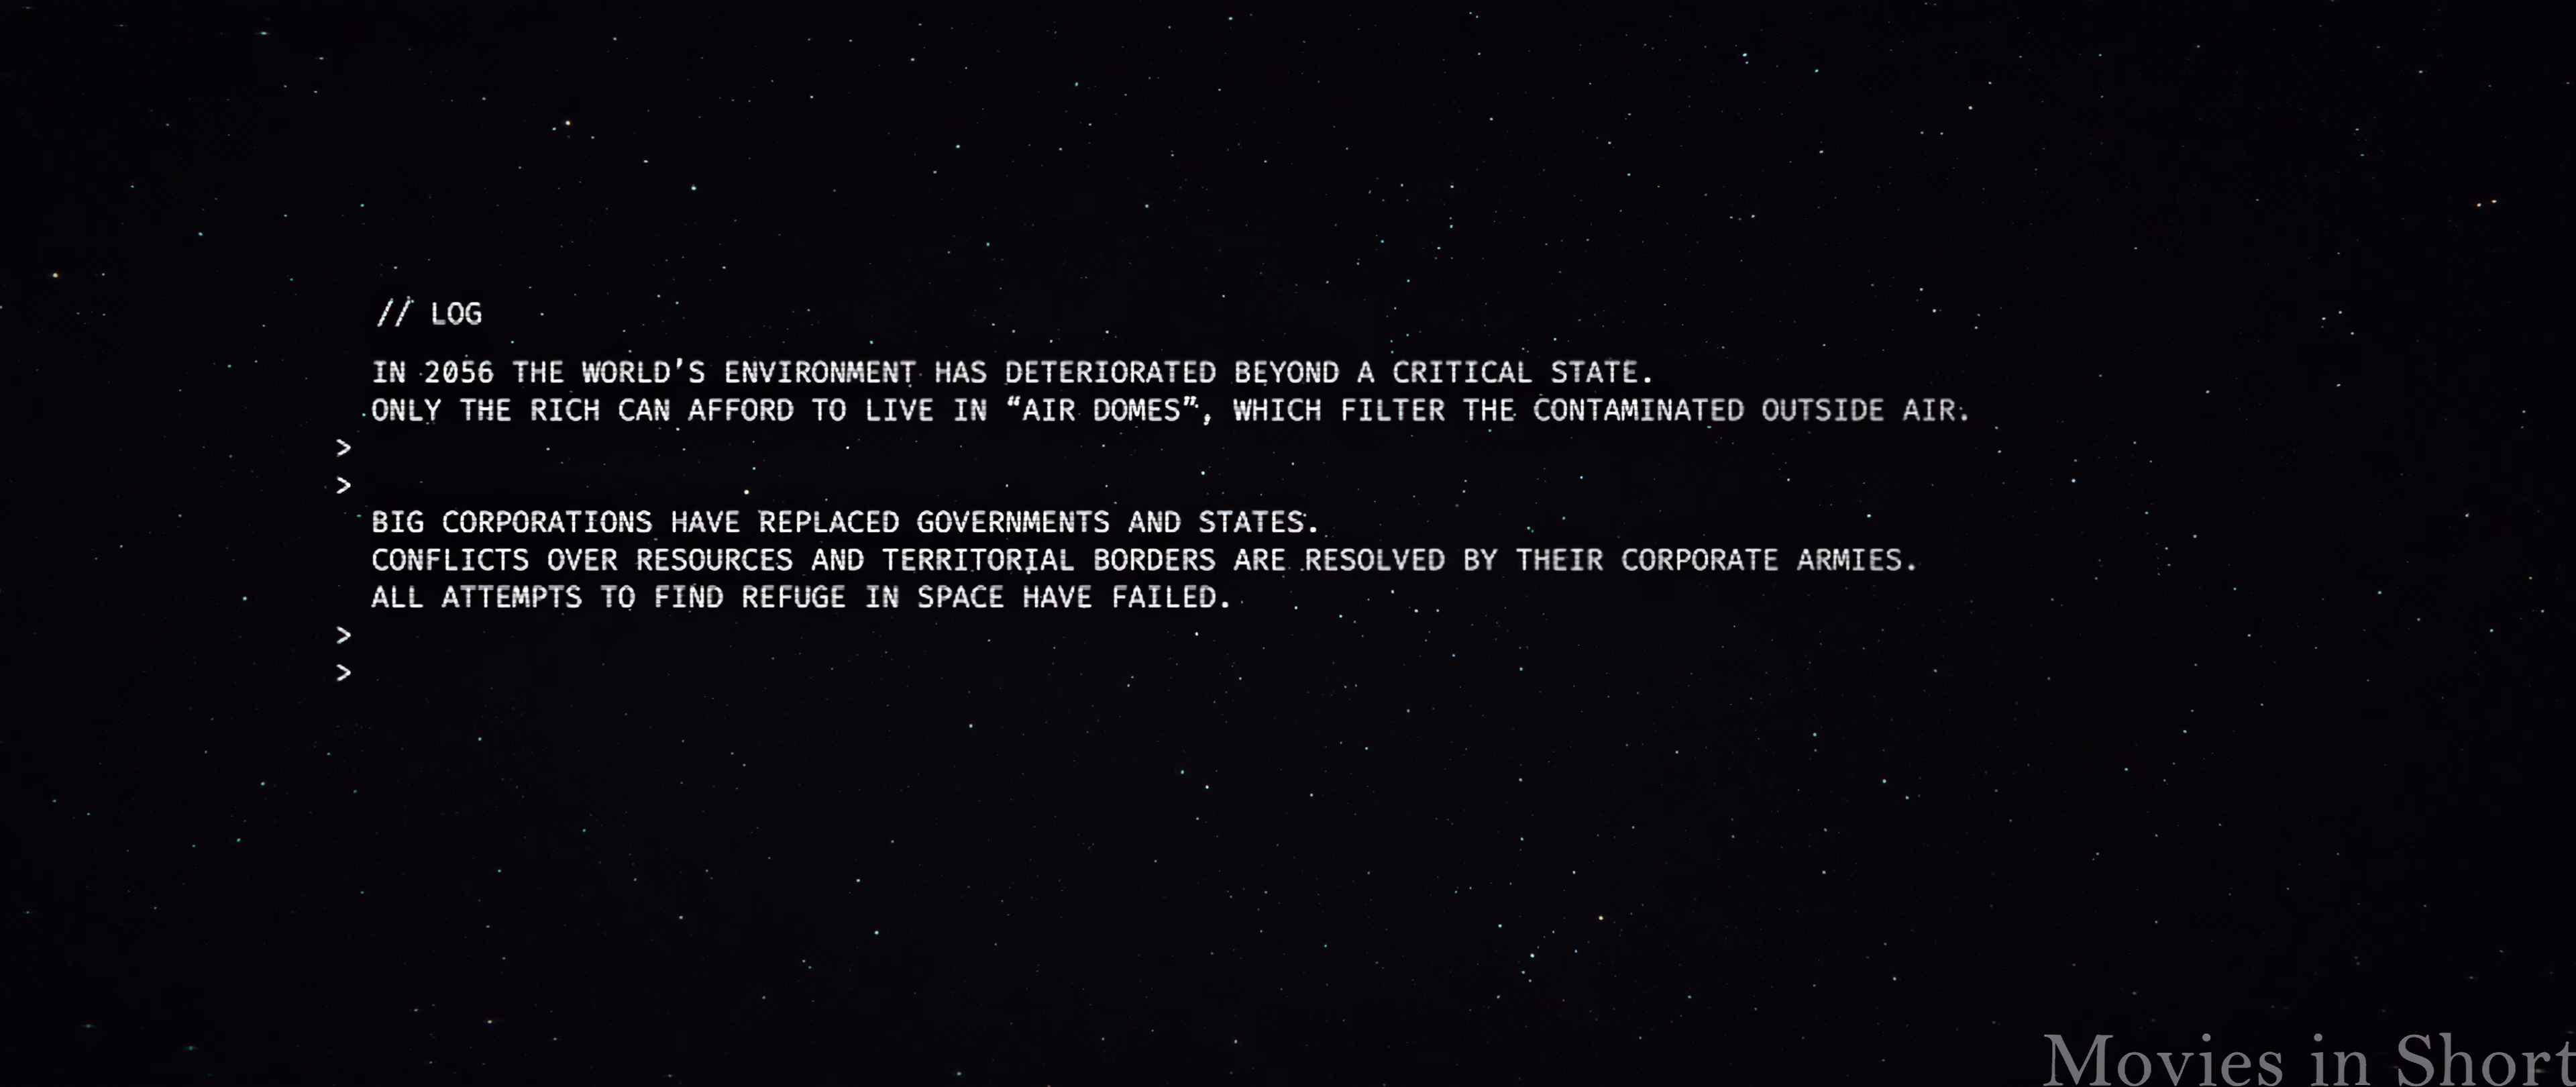 // LOG
IN 2056 THE WORLD'S ENVIRONMENT HAS DETERIORATED BEYOND A CRITICAL STATE.
ONLY THE RICH CAN AFFORD TO LIVE IN “AIR DOMES”, WHICH FILTER THE CONTAMINATED OUTSIDE AIR.
>
>
BIG CORPORATIONS HAVE REPLACED GOVERNMENTS AND STATES.
CONFLICTS OVER RESOURCES AND TERRITORIAL BORDERS ARE RESOLVED BY THEIR CORPORATE ARMIES.
ALL ATTEMPTS TO FIND REFUGE IN SPACE HAVE FAILED.
>
>
Movies in Short